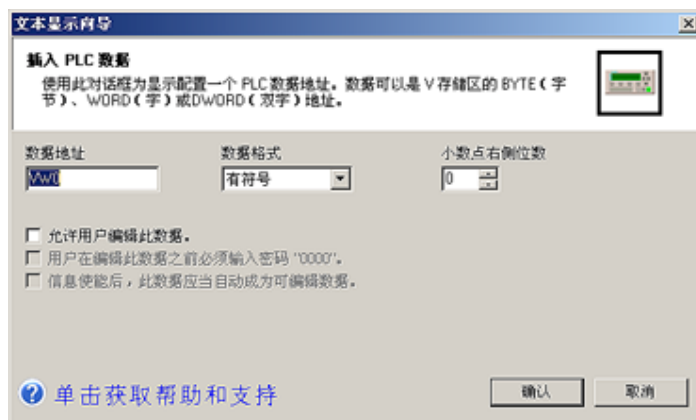 文本显示向导
插入 PLC 数据
使用此对话框为显示配置一个 PLC 数据地址。数据可以是 V 存储区的 BYTE（字
节）、WORD（字）或DWORD（双字）地址。
数据地址 数据格式 小数点右侧位数
VW0 有符号 0
允许用户编辑此数据。
用户在编辑此数据之前必须输入密码 "0000"。
信息使能后，此数据应当自动成为可编辑数据。
单击获取帮助和支持 确认 取消